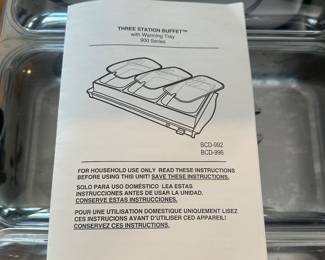 THREE STATION BUFFET™
with Warming Tray
900 Series
BCD-992
BCD-996
FOR HOUSEHOLD USE ONLY READ THESE INSTRUCTIONS
BEFORE USING THIS UNIT! SAVE THESE INSTRUCTIONS.
SOLO PARA USO DOMÉSTICO LEA ESTAS
INSTRUCCIONES ANTES DE USAR LA UNIDAD.
CONSERVE ESTAS INSTRUCCIONES.
POUR UNE UTILISATION DOMESTIQUE UNIQUEMENT LISEZ
CES INSTRUCTIONS AVANT D'UTILISER CED APPAREIL!
CONSERVEZ CES INSTRUCTIONS.